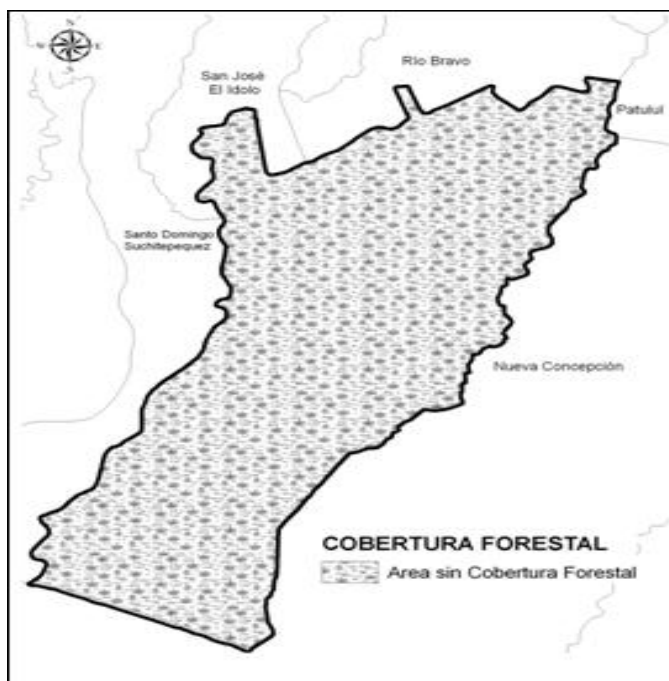 N
W
E
S
San José
El Idolo
Río Bravo
Patulul
Santo Domingo
Suchitepequez
Nueva Concepción
COBERTURA FORESTAL
Area sin Cobertura Forestal